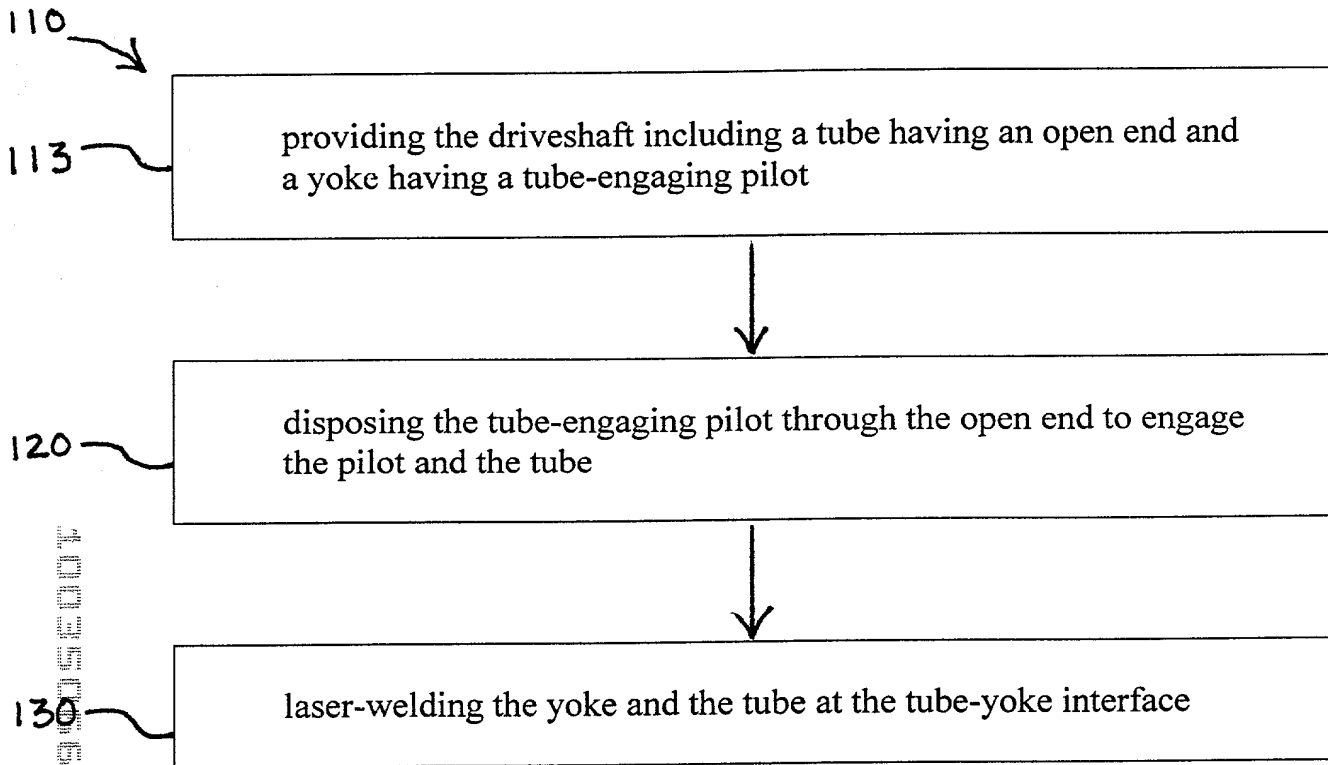 110
113
providing the driveshaft including a tube having an open end and
a yoke having a tube-engaging pilot
120
disposing the tube-engaging pilot through the open end to engage
the pilot and the tube
130
laser-welding the yoke and the tube at the tube-yoke interface